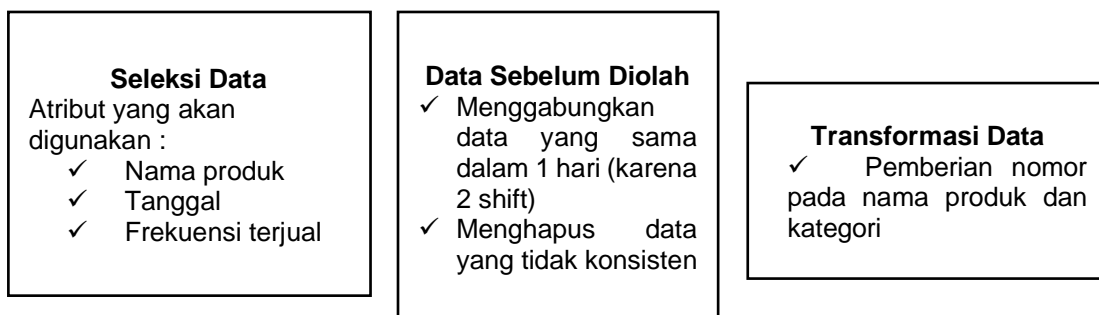 Seleksi Data
Atribut yang akan
digunakan :
✓ Nama produk
✓ Tanggal
✓ Frekuensi terjual
Data Sebelum Diolah
✓ Menggabungkan
data yang sama
dalam 1 hari (karena
2 shift)
✓ Menghapus data
yang tidak konsisten
Transformasi Data
✓ Pemberian nomor
pada nama produk dan
kategori